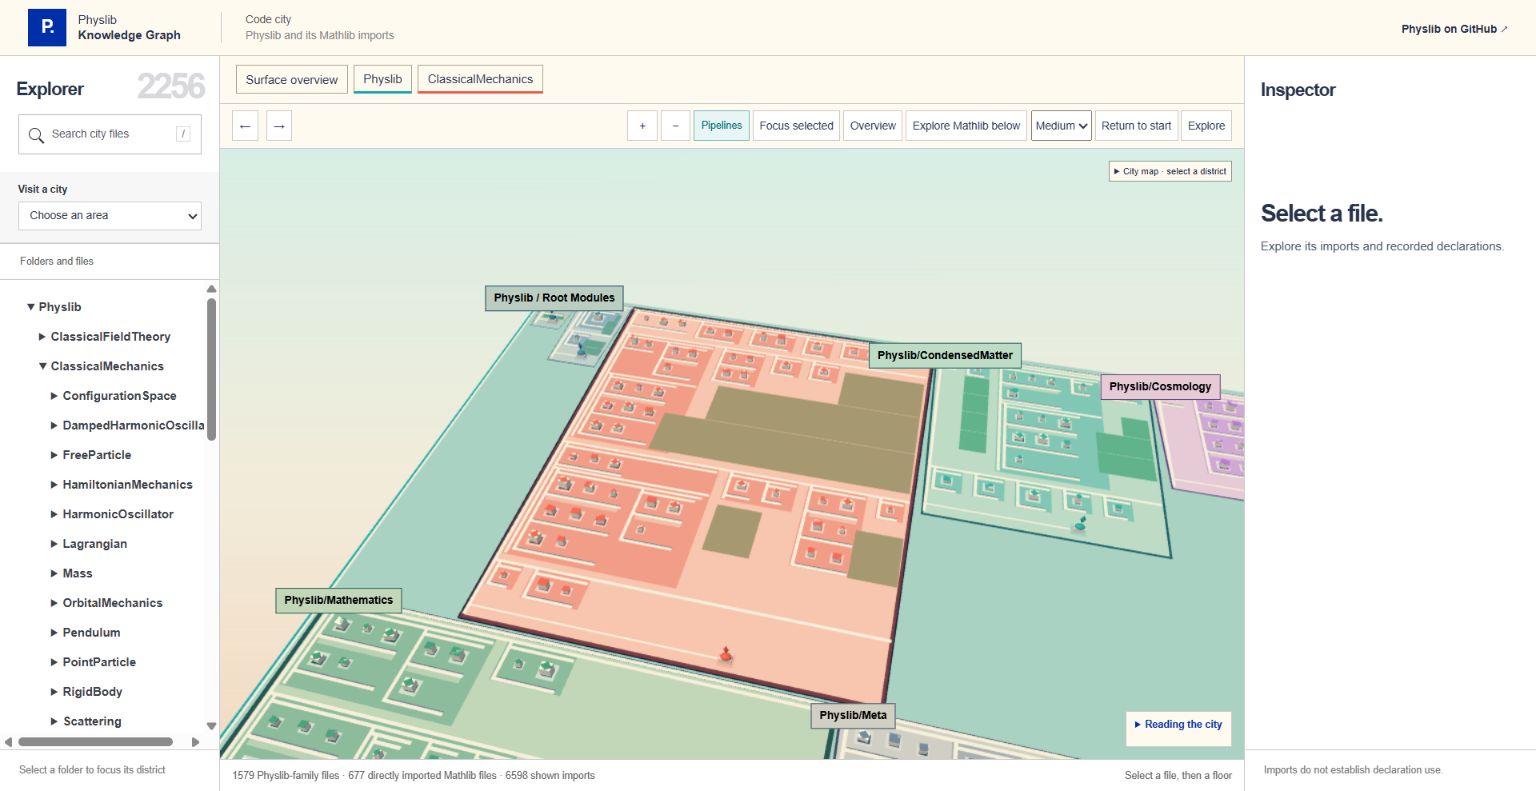 P.
Physlib
Knowledge Graph
Code city
Physlib and its Mathlib imports
Physlib on GitHub ↗
Explorer
2256
Search city files
/
Visit a city
Choose an area
Folders and files
▼ Physlib
▶ ClassicalFieldTheory
▼ ClassicalMechanics
▶ ConfigurationSpace
▶ DampedHarmonicOscilla
▶ FreeParticle
▶ HamiltonianMechanics
▶ HarmonicOscillator
▶ Lagrangian
▶ Mass
▶ OrbitalMechanics
▶ Pendulum
▶ PointParticle
▶ RigidBody
▶ Scattering
Select a folder to focus its district
Surface overview
Physlib
ClassicalMechanics
← →
+ − Pipelines Focus selected Overview Explore Mathlib below Medium Return to start Explore
▶ City map · select a district
Physlib / Root Modules
Physlib/CondensedMatter
Physlib/Cosmology
Physlib/Mathematics
Physlib/Meta
▶ Reading the city
1579 Physlib-family files · 677 directly imported Mathlib files · 6598 shown imports
Select a file, then a floor
Inspector
Select a file.
Explore its imports and recorded declarations.
Imports do not establish declaration use.